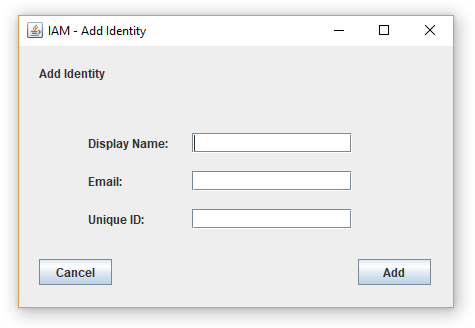 IAM - Add Identity
Add Identity
Display Name:
Email:
Unique ID:
Cancel Add